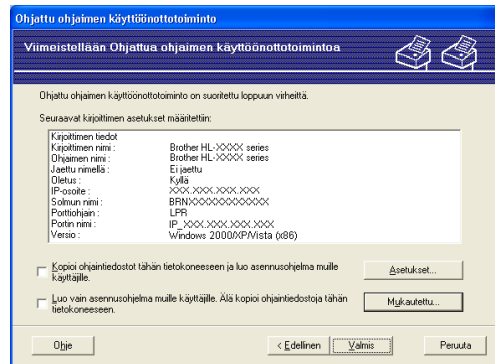 Ohjattu ohjaimen käyttöönottotoiminto
Viimeistellään Ohjattua ohjaimen käyttöönottotoimintoa
Ohjattu ohjaimen käyttöönottotoiminto on suoritettu loppuun virheittä.
Seuraavat kirjoittimen asetukset määritettiin:
Kirjoittimen tiedot
Kirjoittimen nimi : Brother HL-XXXX series
Ohjaimen nimi : Brother HL-XXXX series
Jaettu nimellä : Ei jaettu
Oletus : Kyllä
IP-osoite : XXX.XXX.XXX.XXX
Solmun nimi : BRNXXXXXXXXXXXX
Porttiohjain : LPR
Portin nimi : IP_XXX.XXX.XXX.XXX
Versio : Windows 2000/XP/Vista (x86)
Kopioi ohjaintiedostot tähän tietokoneeseen ja luo asennusohjelma muille
käyttäjille.
Asetukset...
Luo vain asennusohjelma muille käyttäjille. Älä kopioi ohjaintiedostoja tähän
tietokoneeseen.
Mukautettu...
Ohje
< Edellinen
Valmis
Peruuta